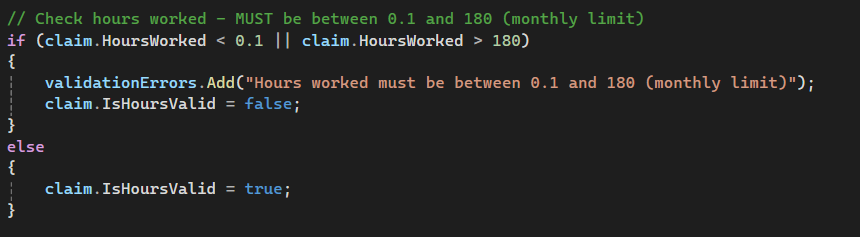 // Check hours worked - MUST be between 0.1 and 180 (monthly limit)
if (claim.HoursWorked < 0.1 || claim.HoursWorked > 180)
{
    validationErrors.Add("Hours worked must be between 0.1 and 180 (monthly limit)");
    claim.IsHoursValid = false;
}
else
{
    claim.IsHoursValid = true;
}